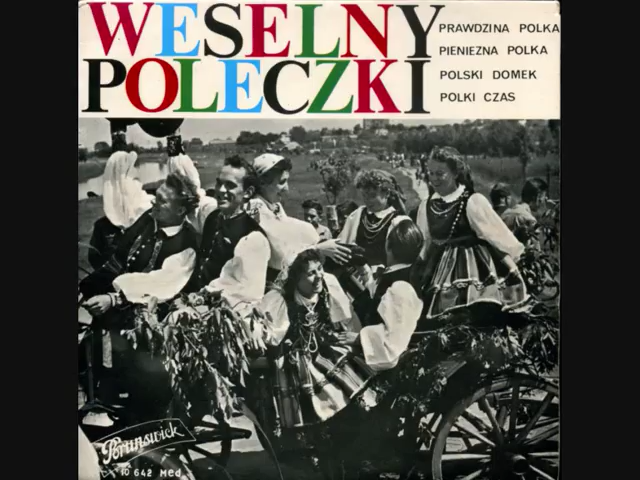 WESELNY
POLECZKI
PRAWDZINA POLKA
PIENIEZNA POLKA
POLSKI DOMEK
POLKI CZAS
Brunswick
10 642 Med